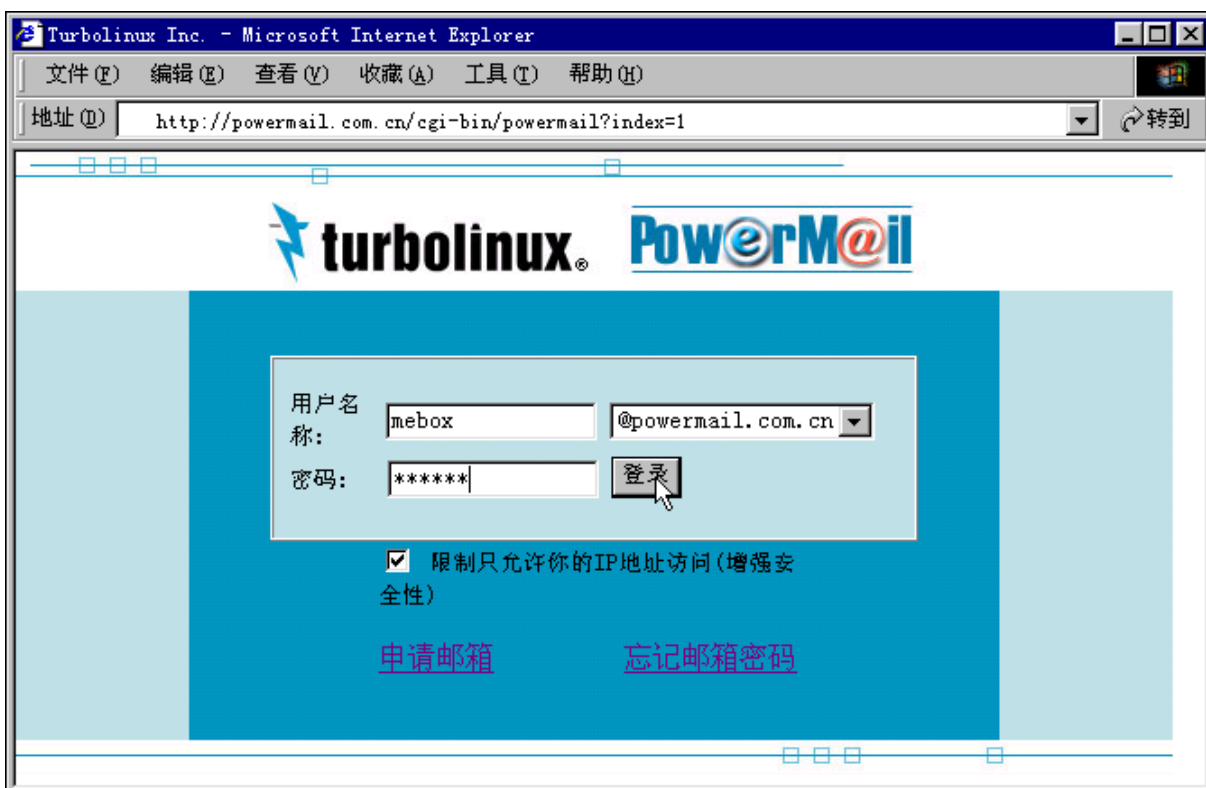 Turbolinux Inc. - Microsoft Internet Explorer
文件(F) 编辑(E) 查看(V) 收藏(A) 工具(T) 帮助(H)
地址(D) http://powermail.com.cn/cgi-bin/powermail?index=1 转到
turbolinux® PowerM@il
用户名
称:
mebox @powermail.com.cn
密码: ****** 登录
限制只允许你的IP地址访问(增强安
全性)
申请邮箱 忘记邮箱密码